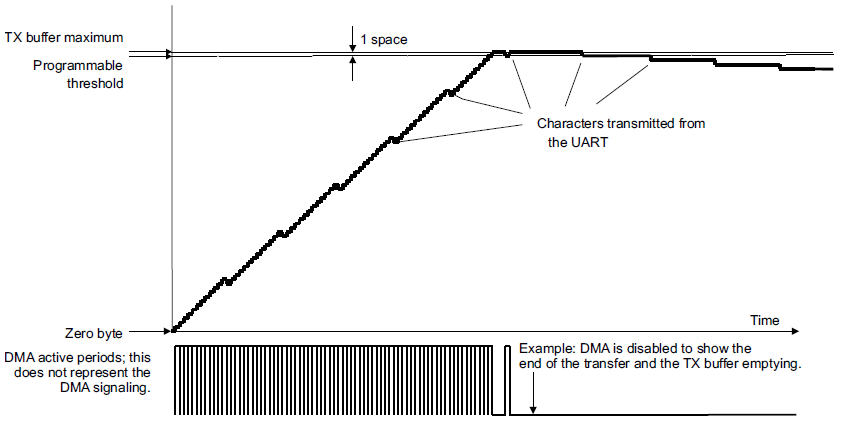 TX buffer maximum
1 space
Programmable
threshold
Characters transmitted from
the UART
Zero byte
Time
DMA active periods; this
does not represent the
DMA signaling.
Example: DMA is disabled to show the
end of the transfer and the TX buffer emptying.